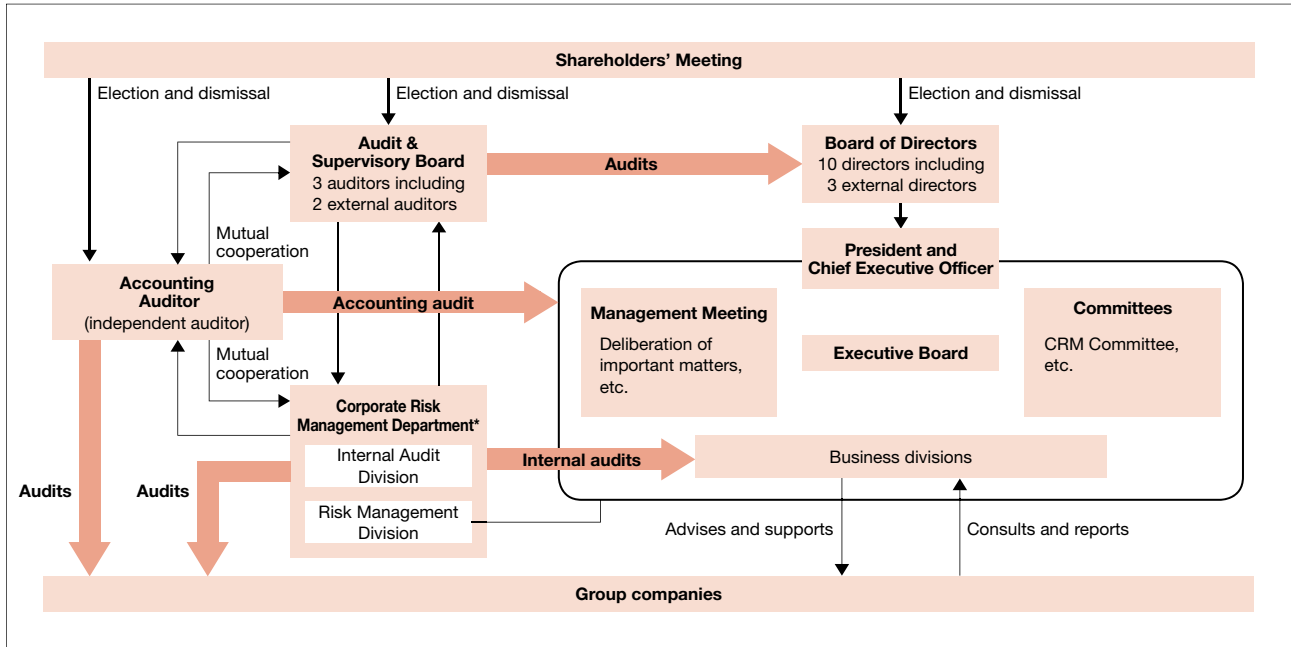 Shareholders' Meeting
Election and dismissal
Election and dismissal
Election and dismissal
Audit &
Supervisory Board
3 auditors including
2 external auditors
Audits
Board of Directors
10 directors including
3 external directors
Mutual
cooperation
President and
Chief Executive Officer
Accounting
Auditor
(independent auditor)
Accounting audit
Management Meeting
Deliberation of
important matters,
etc.
Executive Board
Committees
CRM Committee,
etc.
Mutual
cooperation
Corporate Risk
Management Department*
Internal Audit
Division
Risk Management
Division
Internal audits
Business divisions
Audits
Audits
Advises and supports
Consults and reports
Group companies